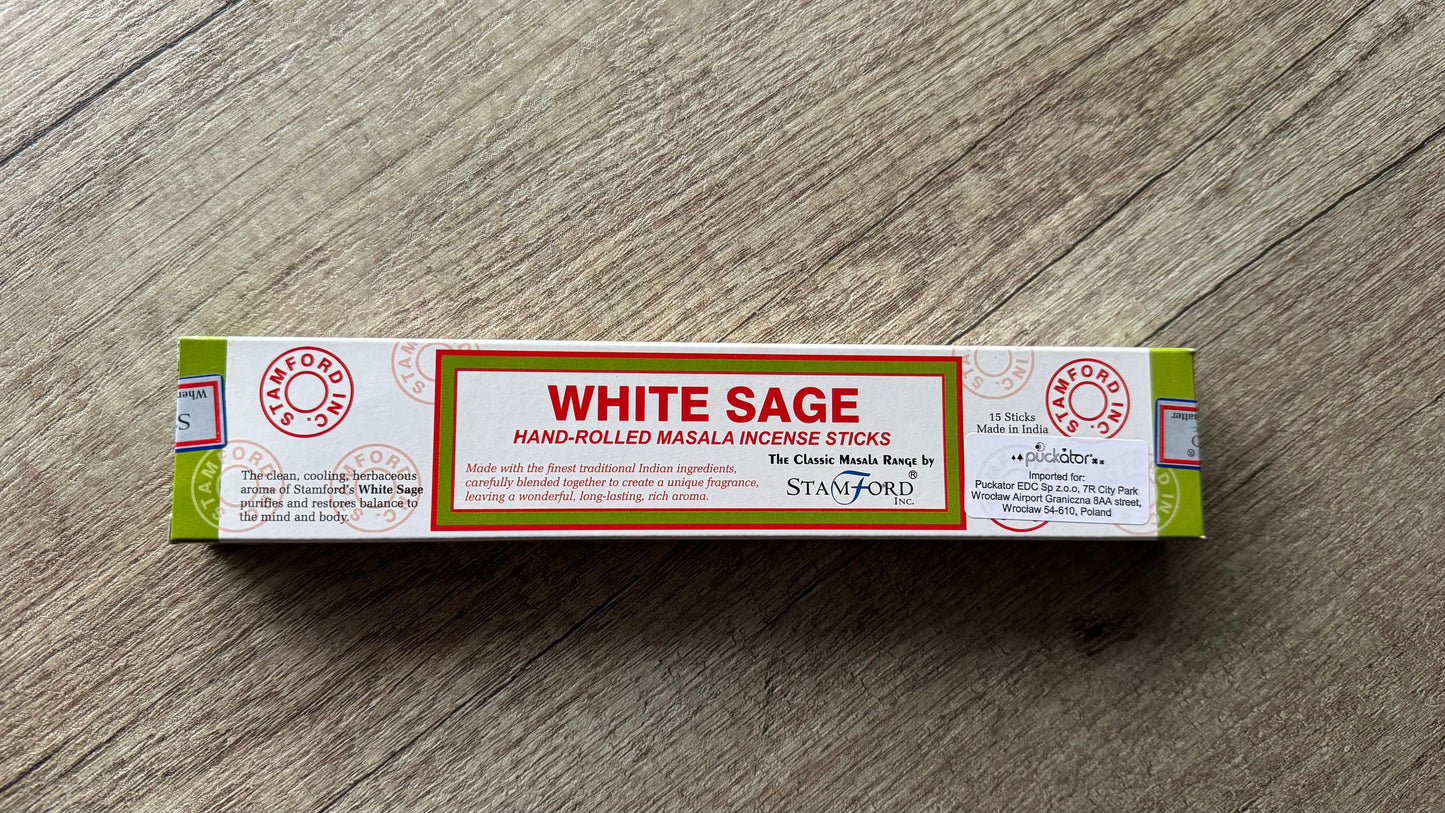 STAMFORD INC.
The clean, cooling, herbaceous
aroma of Stamford's White Sage
purifies and restores balance to
the mind and body.
WHITE SAGE
HAND-ROLLED MASALA INCENSE STICKS
Made with the finest traditional Indian ingredients,
carefully blended together to create a unique fragrance,
leaving a wonderful, long-lasting, rich aroma.
The Classic Masala Range by
STAMFORD®
INC.
STAMFORD INC.
15 Sticks
Made in India
puckator
Imported for:
Puckator EDC Sp z.o.o, 7R City Park
Wrocław Airport Graniczna 8AA street,
Wroclaw 54-610, Poland